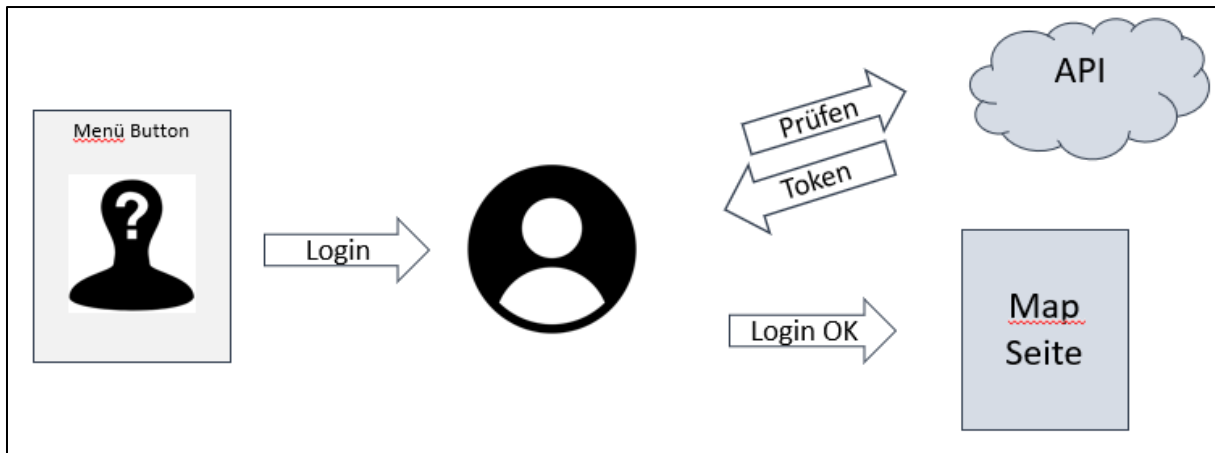 Menü Button
?
Login
Prüfen
Token
API
Login OK
Map
Seite